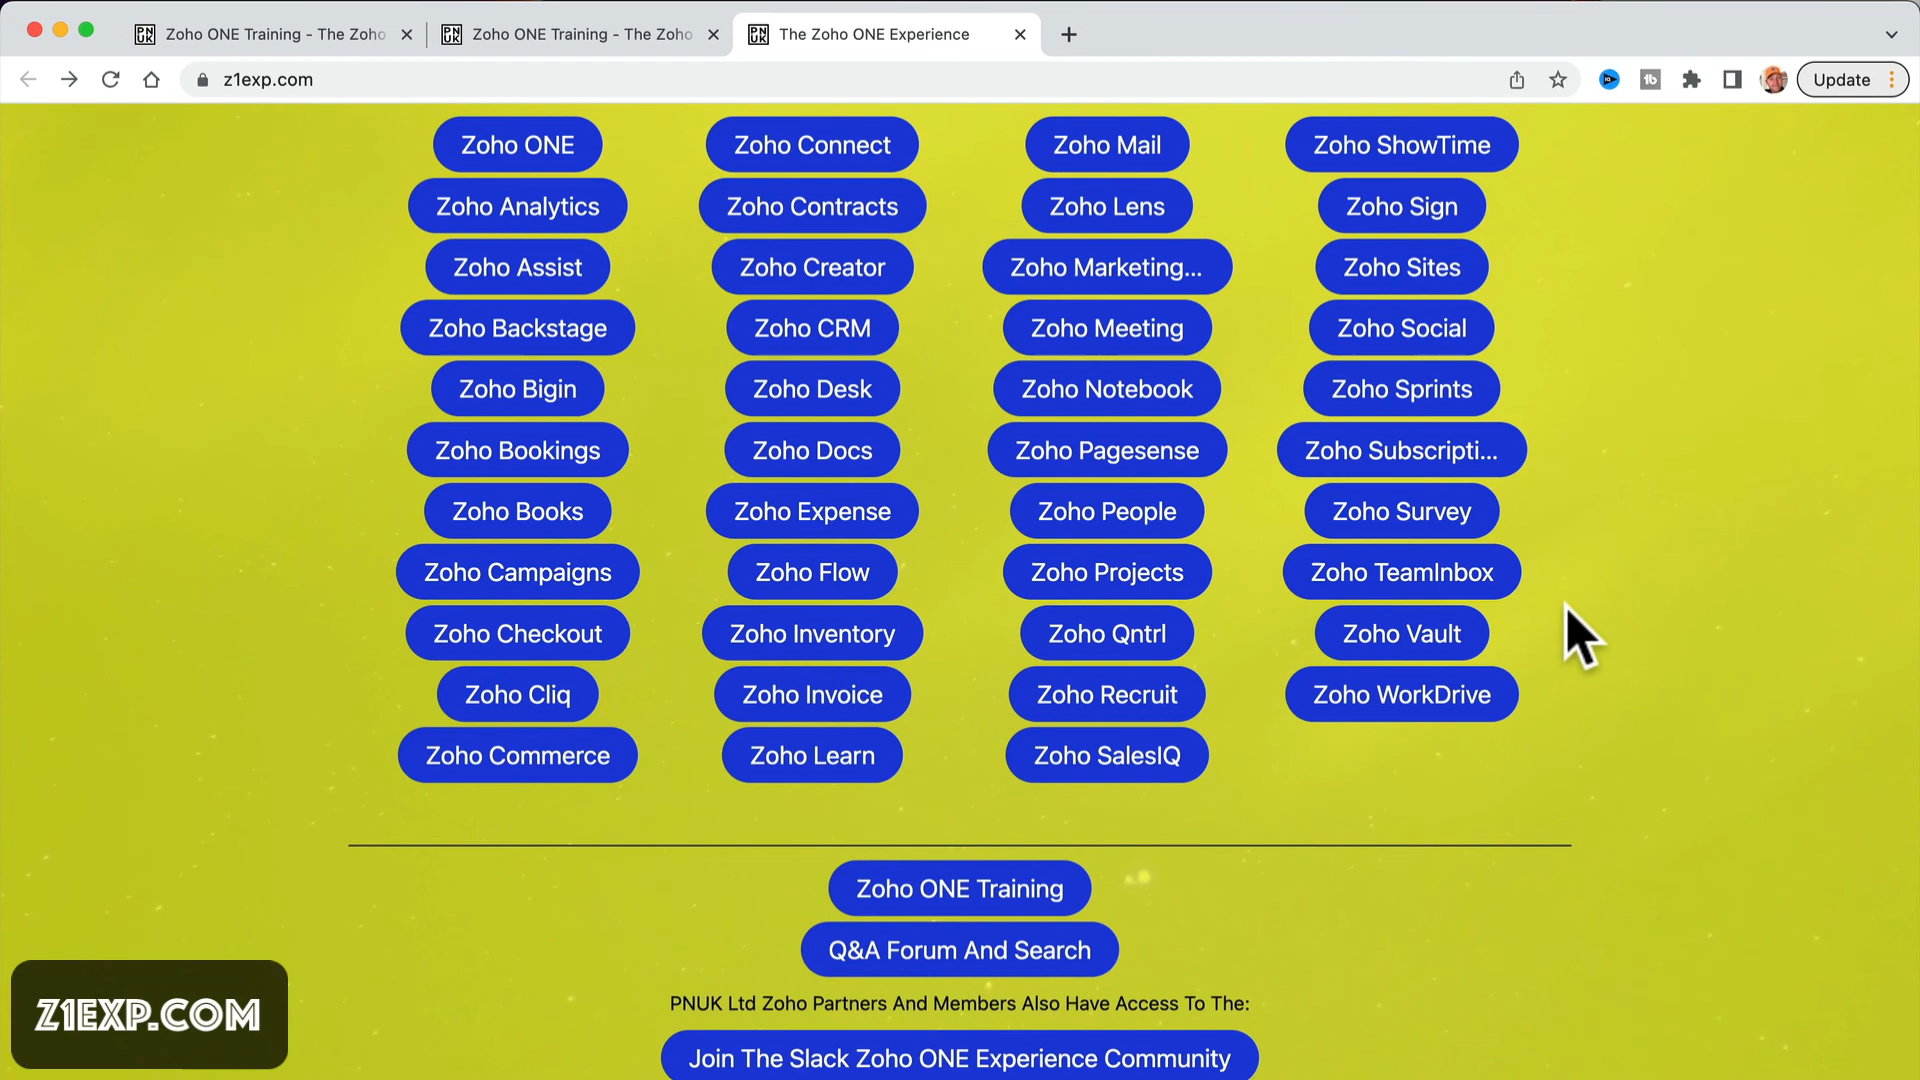 PN UK Zoho ONE Training - The Zoho
PN UK Zoho ONE Training - The Zoho
PN UK The Zoho ONE Experience
z1exp.com
Update
Zoho ONE Zoho Connect Zoho Mail Zoho ShowTime
Zoho Analytics Zoho Contracts Zoho Lens Zoho Sign
Zoho Assist Zoho Creator Zoho Marketing... Zoho Sites
Zoho Backstage Zoho CRM Zoho Meeting Zoho Social
Zoho Bigin Zoho Desk Zoho Notebook Zoho Sprints
Zoho Bookings Zoho Docs Zoho Pagesense Zoho Subscripti...
Zoho Books Zoho Expense Zoho People Zoho Survey
Zoho Campaigns Zoho Flow Zoho Projects Zoho TeamInbox
Zoho Checkout Zoho Inventory Zoho Qntrl Zoho Vault
Zoho Cliq Zoho Invoice Zoho Recruit Zoho WorkDrive
Zoho Commerce Zoho Learn Zoho SalesIQ
Zoho ONE Training
Q&A Forum And Search
PNUK Ltd Zoho Partners And Members Also Have Access To The:
Join The Slack Zoho ONE Experience Community
Z1EXP.COM